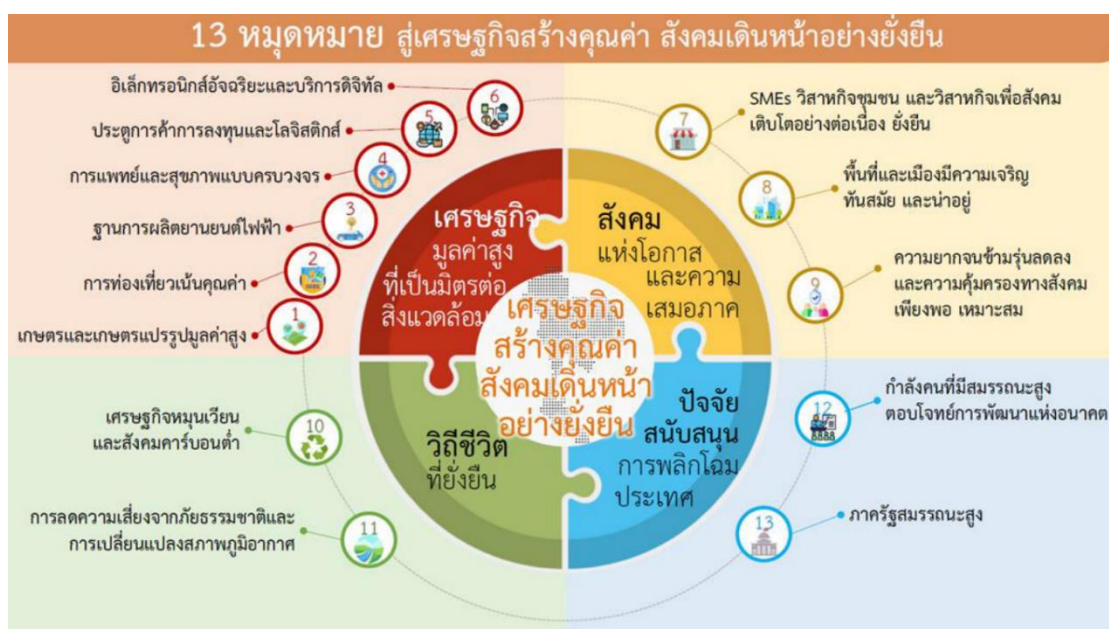 13 หมุดหมาย สู่เศรษฐกิจสร้างคุณค่า สังคมเดินหน้าอย่างยั่งยืน
อิเล็กทรอนิกส์อัจฉริยะและบริการดิจิทัล
6
ประตูการค้าการลงทุนและโลจิสติกส์
5
การแพทย์และสุขภาพแบบครบวงจร
4
ฐานการผลิตยานยนต์ไฟฟ้า
3
การท่องเที่ยวเน้นคุณค่า
2
เกษตรและเกษตรแปรรูปมูลค่าสูง
1
เศรษฐกิจ
มูลค่าสูง
ที่เป็นมิตรต่อ
สิ่งแวดล้อม
7
SMEs วิสาหกิจชุมชน และวิสาหกิจเพื่อสังคม
เติบโตอย่างต่อเนื่อง ยั่งยืน
8
พื้นที่และเมืองมีความเจริญ
ทันสมัย และน่าอยู่
9
ความยากจนข้ามรุ่นลดลง
และความคุ้มครองทางสังคม
เพียงพอ เหมาะสม
สังคม
แห่งโอกาส
และความ
เสมอภาค
เศรษฐกิจ
สร้างคุณค่า
สังคมเดินหน้า
อย่างยั่งยืน
เศรษฐกิจหมุนเวียน
และสังคมคาร์บอนต่ำ
10
การลดความเสี่ยงจากภัยธรรมชาติและ
การเปลี่ยนแปลงสภาพภูมิอากาศ
11
วิถีชีวิต
ที่ยั่งยืน
ปัจจัย
สนับสนุน
การพลิกโฉม
ประเทศ
12
กำลังคนที่มีสมรรถนะสูง
ตอบโจทย์การพัฒนาแห่งอนาคต
13
ภาครัฐสมรรถนะสูง